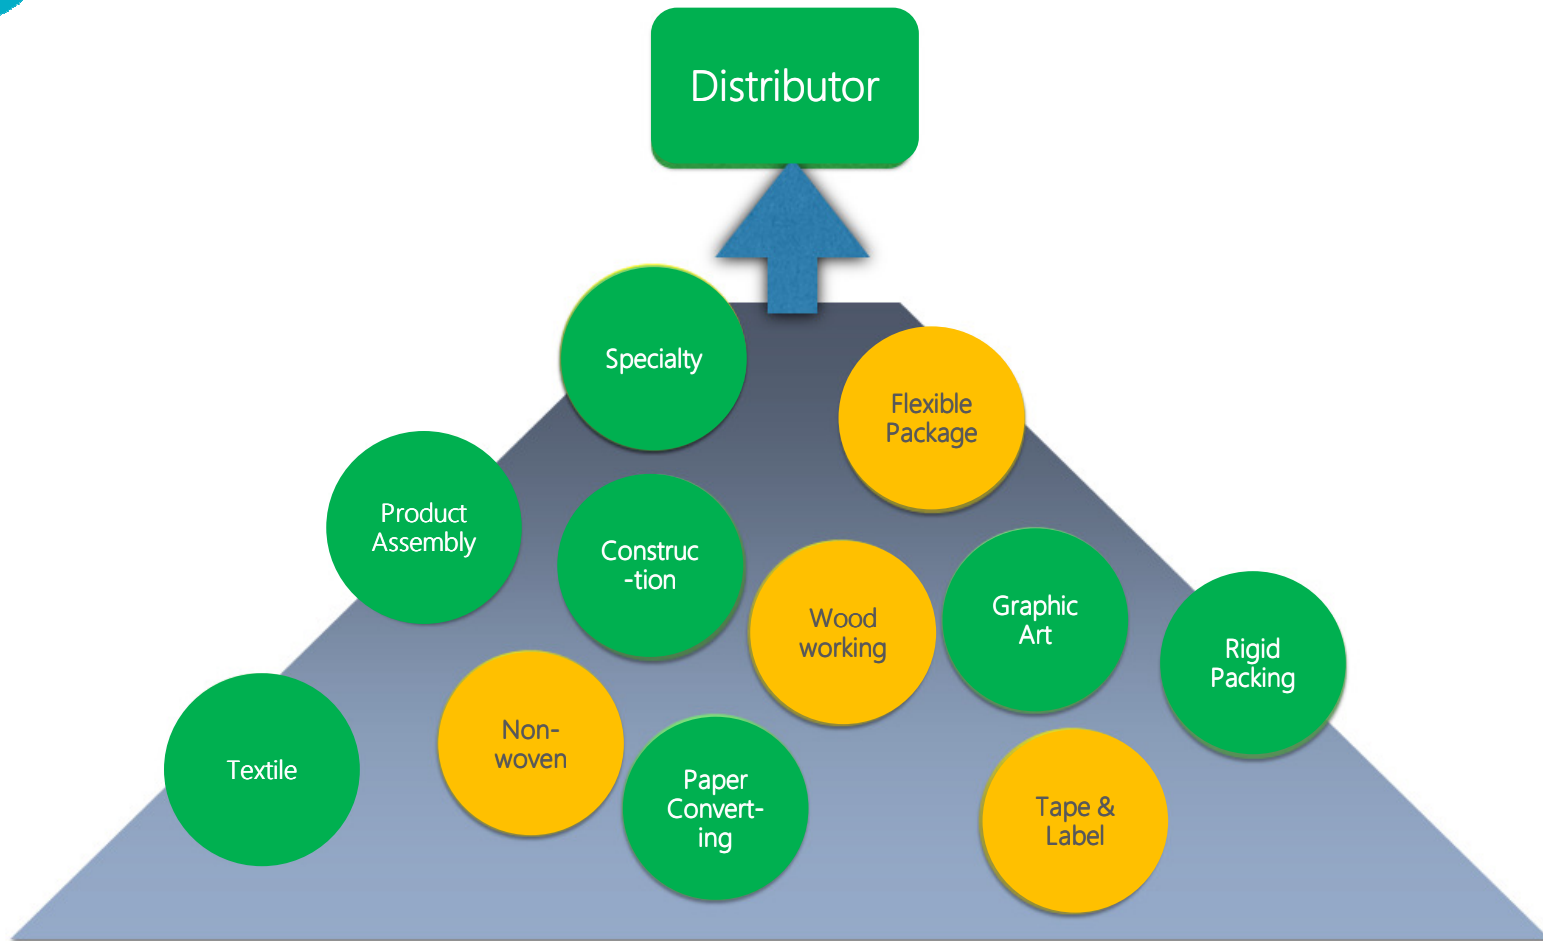 Distributor
Specialty
Flexible
Package
Product
Assembly
Construc
-tion
Wood
working
Graphic
Art
Rigid
Packing
Textile
Non-
woven
Paper
Convert-
ing
Tape &
Label